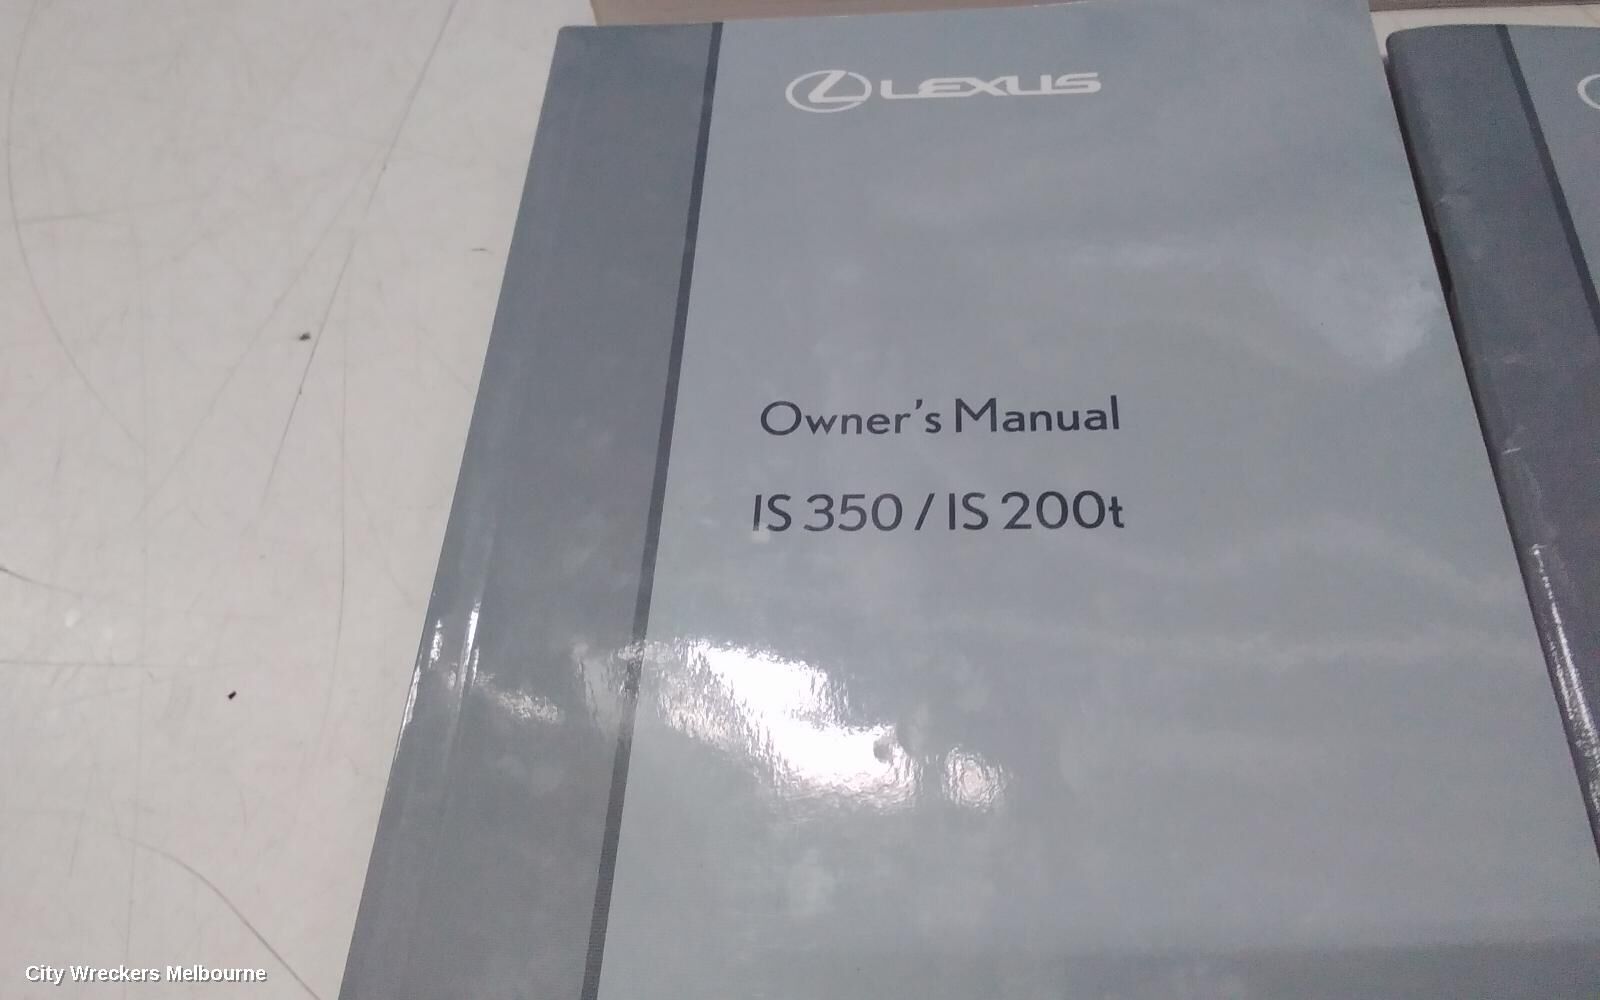 LEXUS
Owner's Manual
IS 350 / IS 200t
City Wreckers Melbourne